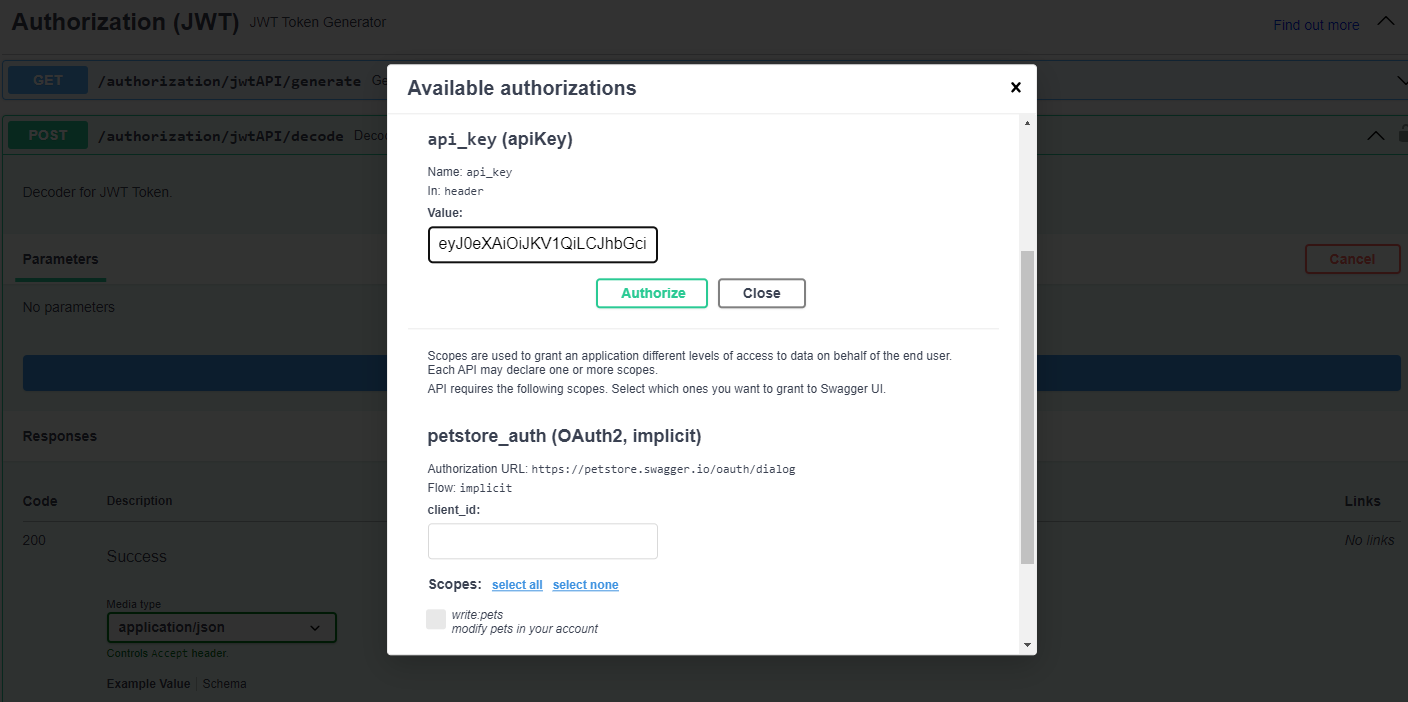 Authorization (JWT) JWT Token Generator Find out more
GET /authorization/jwtAPI/generate Ge
Available authorizations
POST /authorization/jwtAPI/decode Decod
api_key (apiKey)
Name: api_key
Decoder for JWT Token.
In: header
Value:
eyJ0eXAiOiJKV1QiLCJhbGci
Parameters Cancel
Authorize Close
No parameters
Scopes are used to grant an application different levels of access to data on behalf of the end user.
Each API may declare one or more scopes.
API requires the following scopes. Select which ones you want to grant to Swagger UI.
Responses
petstore_auth (OAuth2, implicit)
Authorization URL: https://petstore.swagger.io/oauth/dialog
Flow: implicit
Code Description Links
client_id:
200 No links
Success
Scopes: select all select none
Media type
write:pets
application/json
modify pets in your account
Controls Accept header.
Example Value Schema